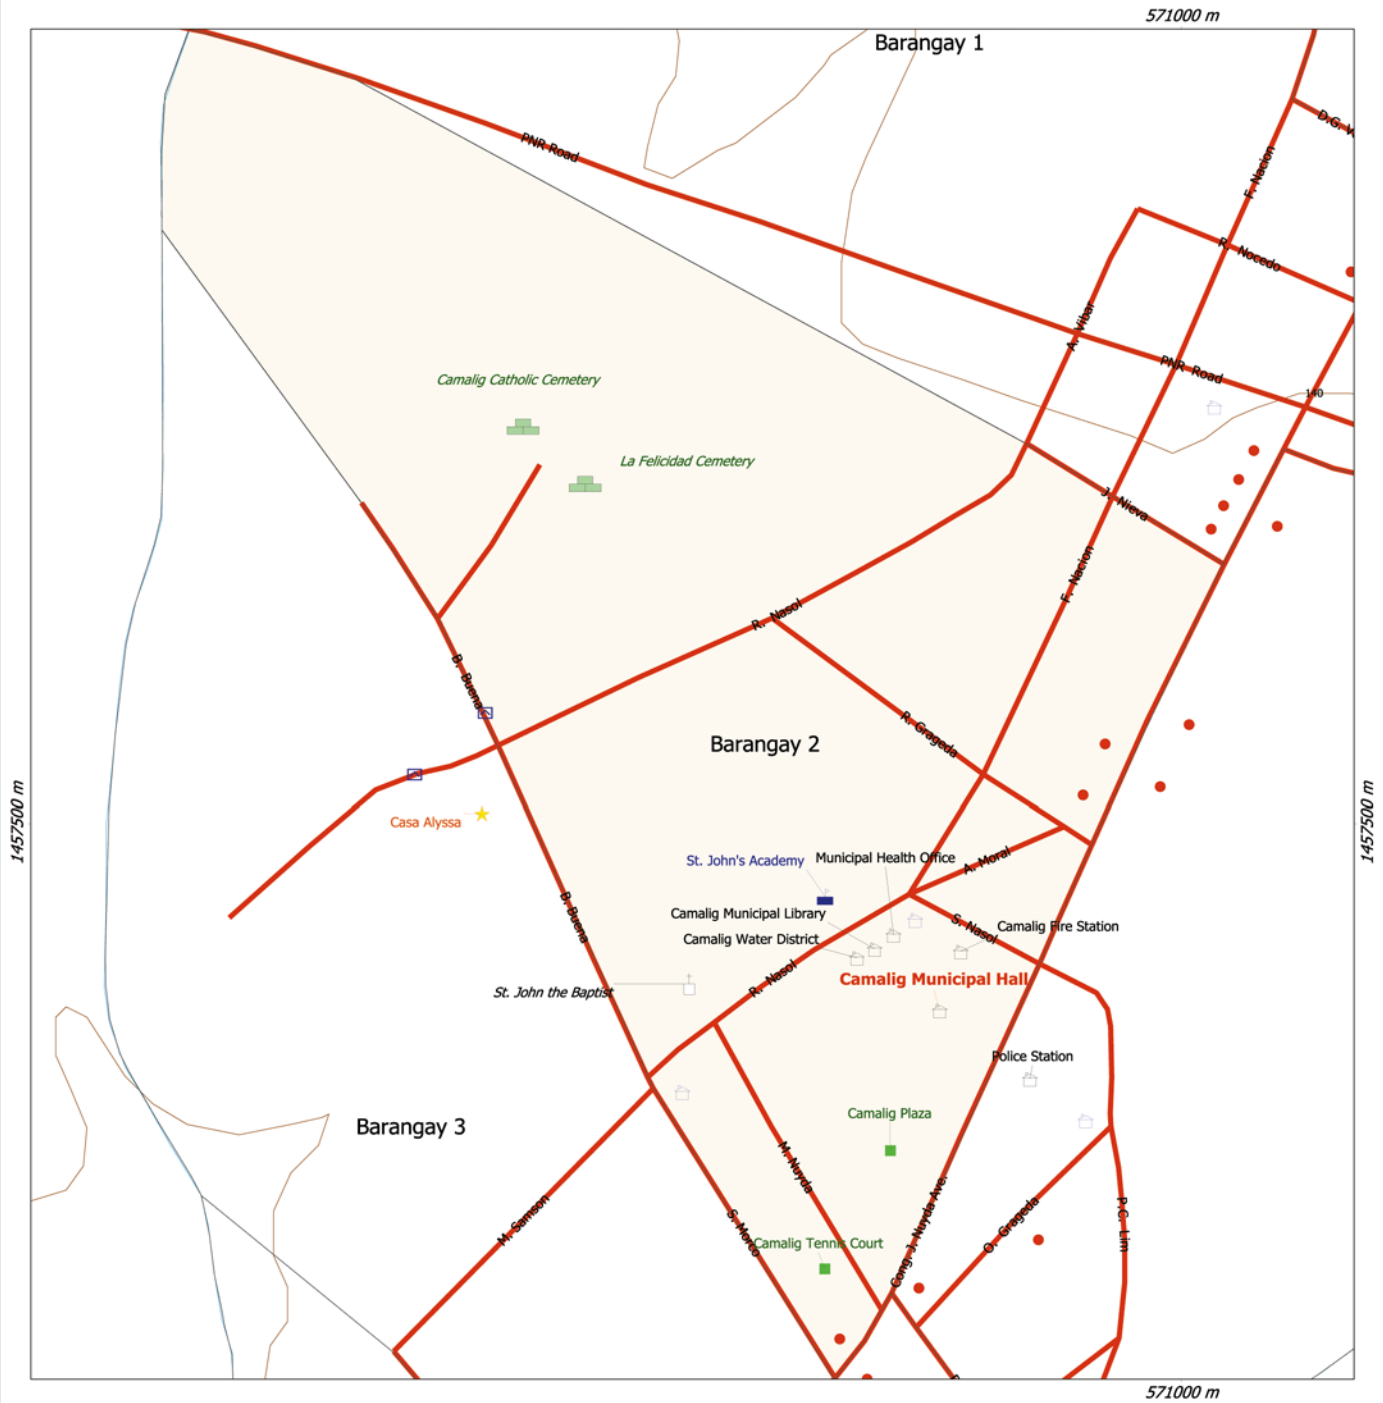 571000 m
Barangay 1
D.G. V
PNR Road
F. Nacion
R. Nocedo
A. Vibar
PNR Road
140
Camalig Catholic Cemetery
La Felicidad Cemetery
J. Nieva
F. Nacion
R. Nasol
B. Buena
R. Grageda
Barangay 2
1457500 m
1457500 m
Casa Alyssa
St. John's Academy
Municipal Health Office
A. Moral
B. Buena
Camalig Municipal Library
S. Nasol
Camalig Fire Station
Camalig Water District
R. Nasol
Camalig Municipal Hall
St. John the Baptist
Police Station
Camalig Plaza
Barangay 3
M. Nuyda
M. Samson
S. Morco
Camalig Tennis Court
Cong. J. Nuyda Ave.
O. Grageda
P.C. Lim
571000 m